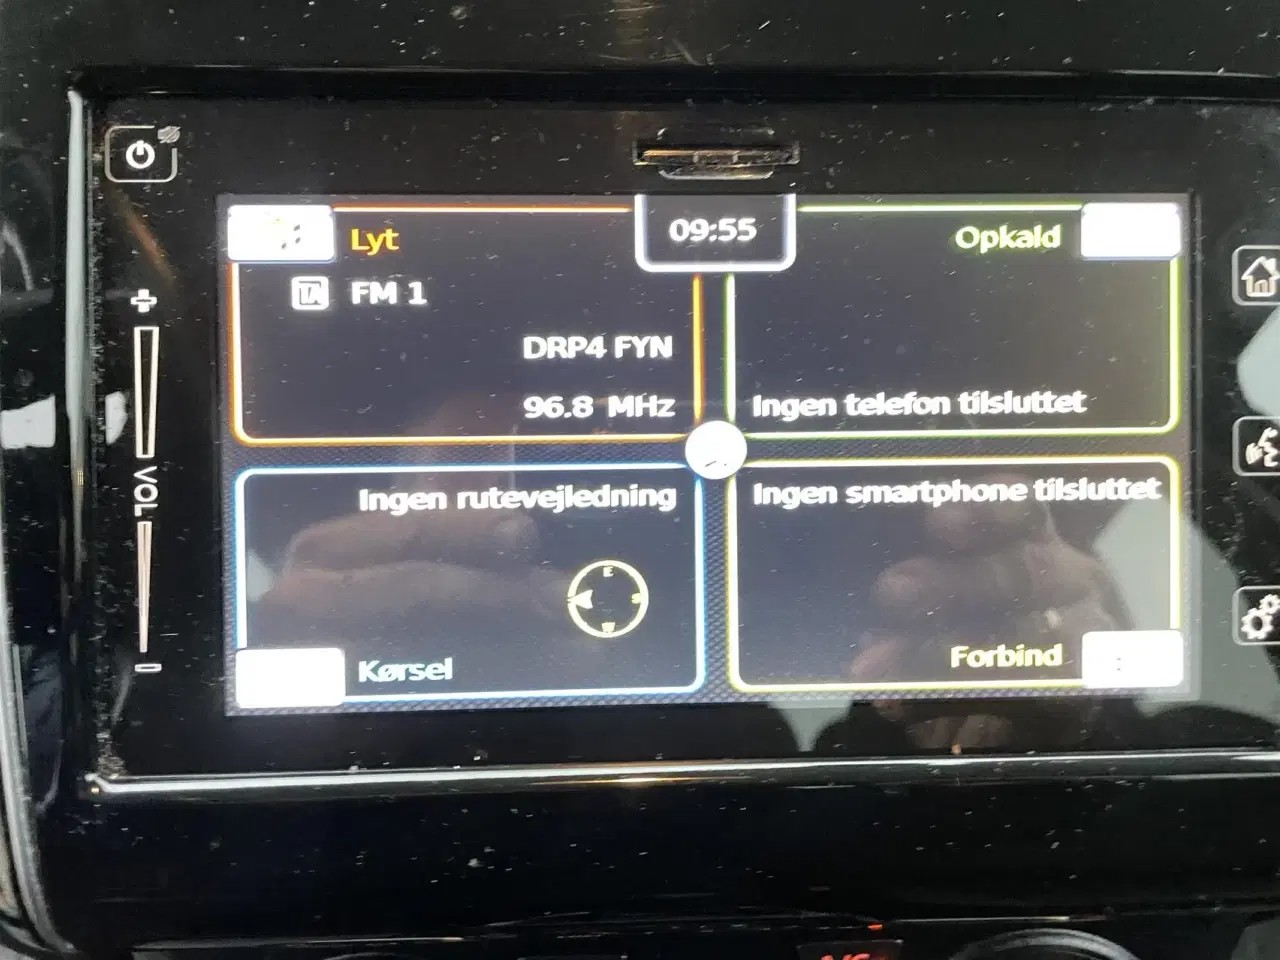 09:55
Lyt
TA
FM 1
DRP4 FYN
96.8 MHz
Opkald
Ingen telefon tilsluttet
Ingen rutevejledning
E
S
W
Kørsel
Ingen smartphone tilsluttet
Forbind
VOL